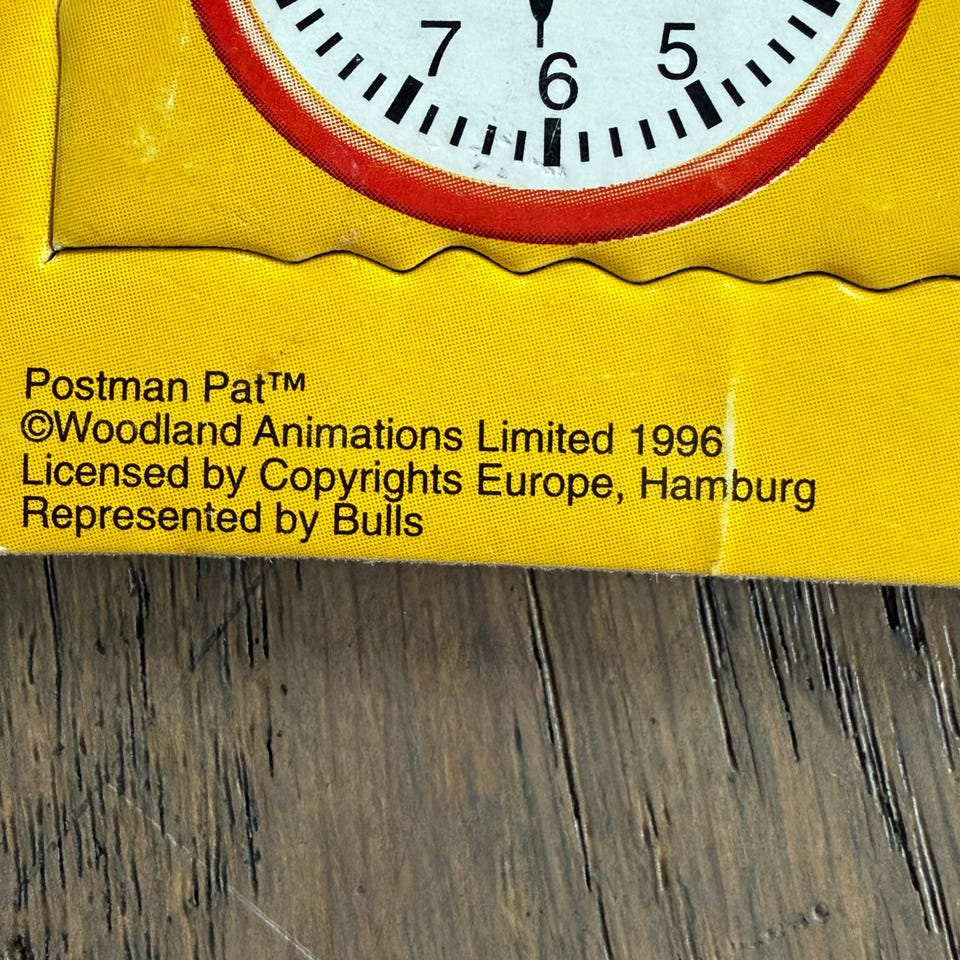 7 6 5
Postman Pat™
©Woodland Animations Limited 1996
Licensed by Copyrights Europe, Hamburg
Represented by Bulls